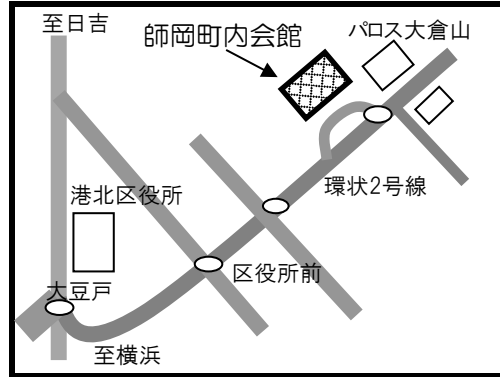 至日吉
師岡町内会館
パロス大倉山
港北区役所
環状2号線
区役所前
大豆戸
至横浜